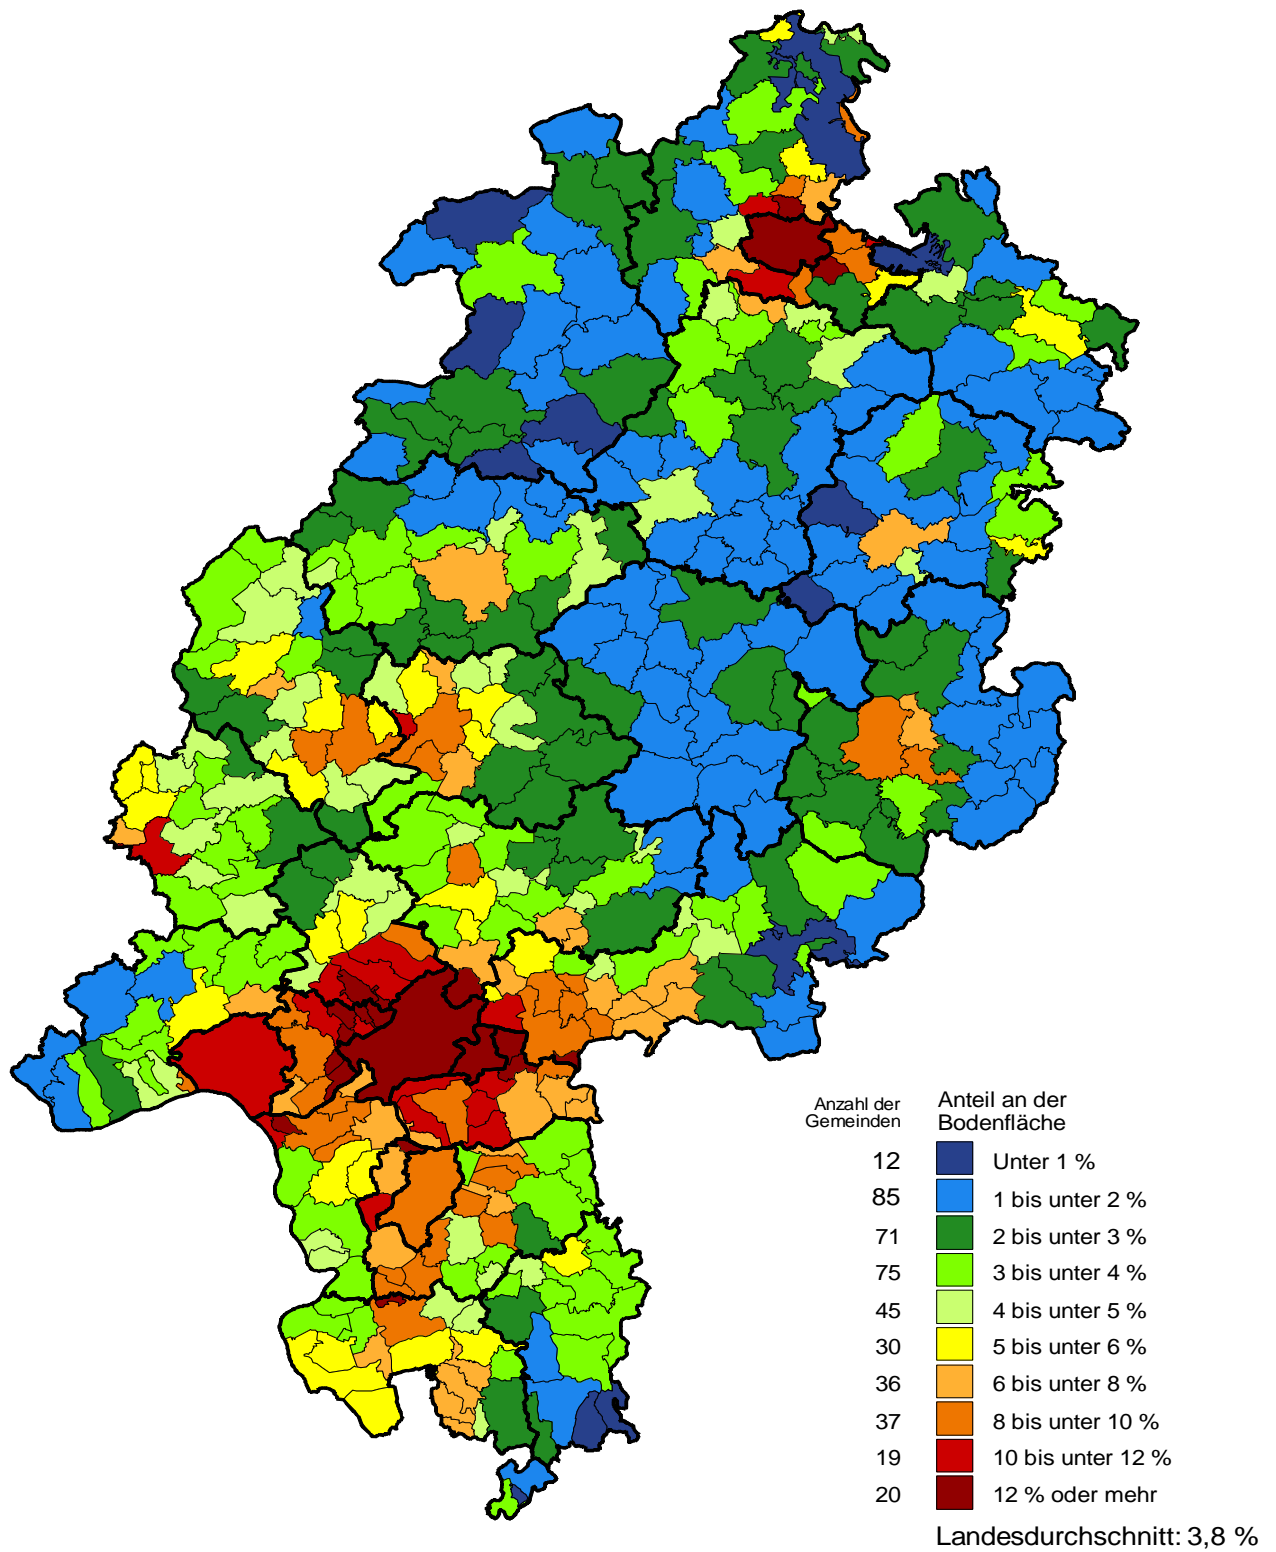 Anzahl der
Gemeinden
Anteil an der
Bodenfläche
12 Unter 1 %
85 1 bis unter 2 %
71 2 bis unter 3 %
75 3 bis unter 4 %
45 4 bis unter 5 %
30 5 bis unter 6 %
36 6 bis unter 8 %
37 8 bis unter 10 %
19 10 bis unter 12 %
20 12 % oder mehr
Landesdurchschnitt: 3,8 %